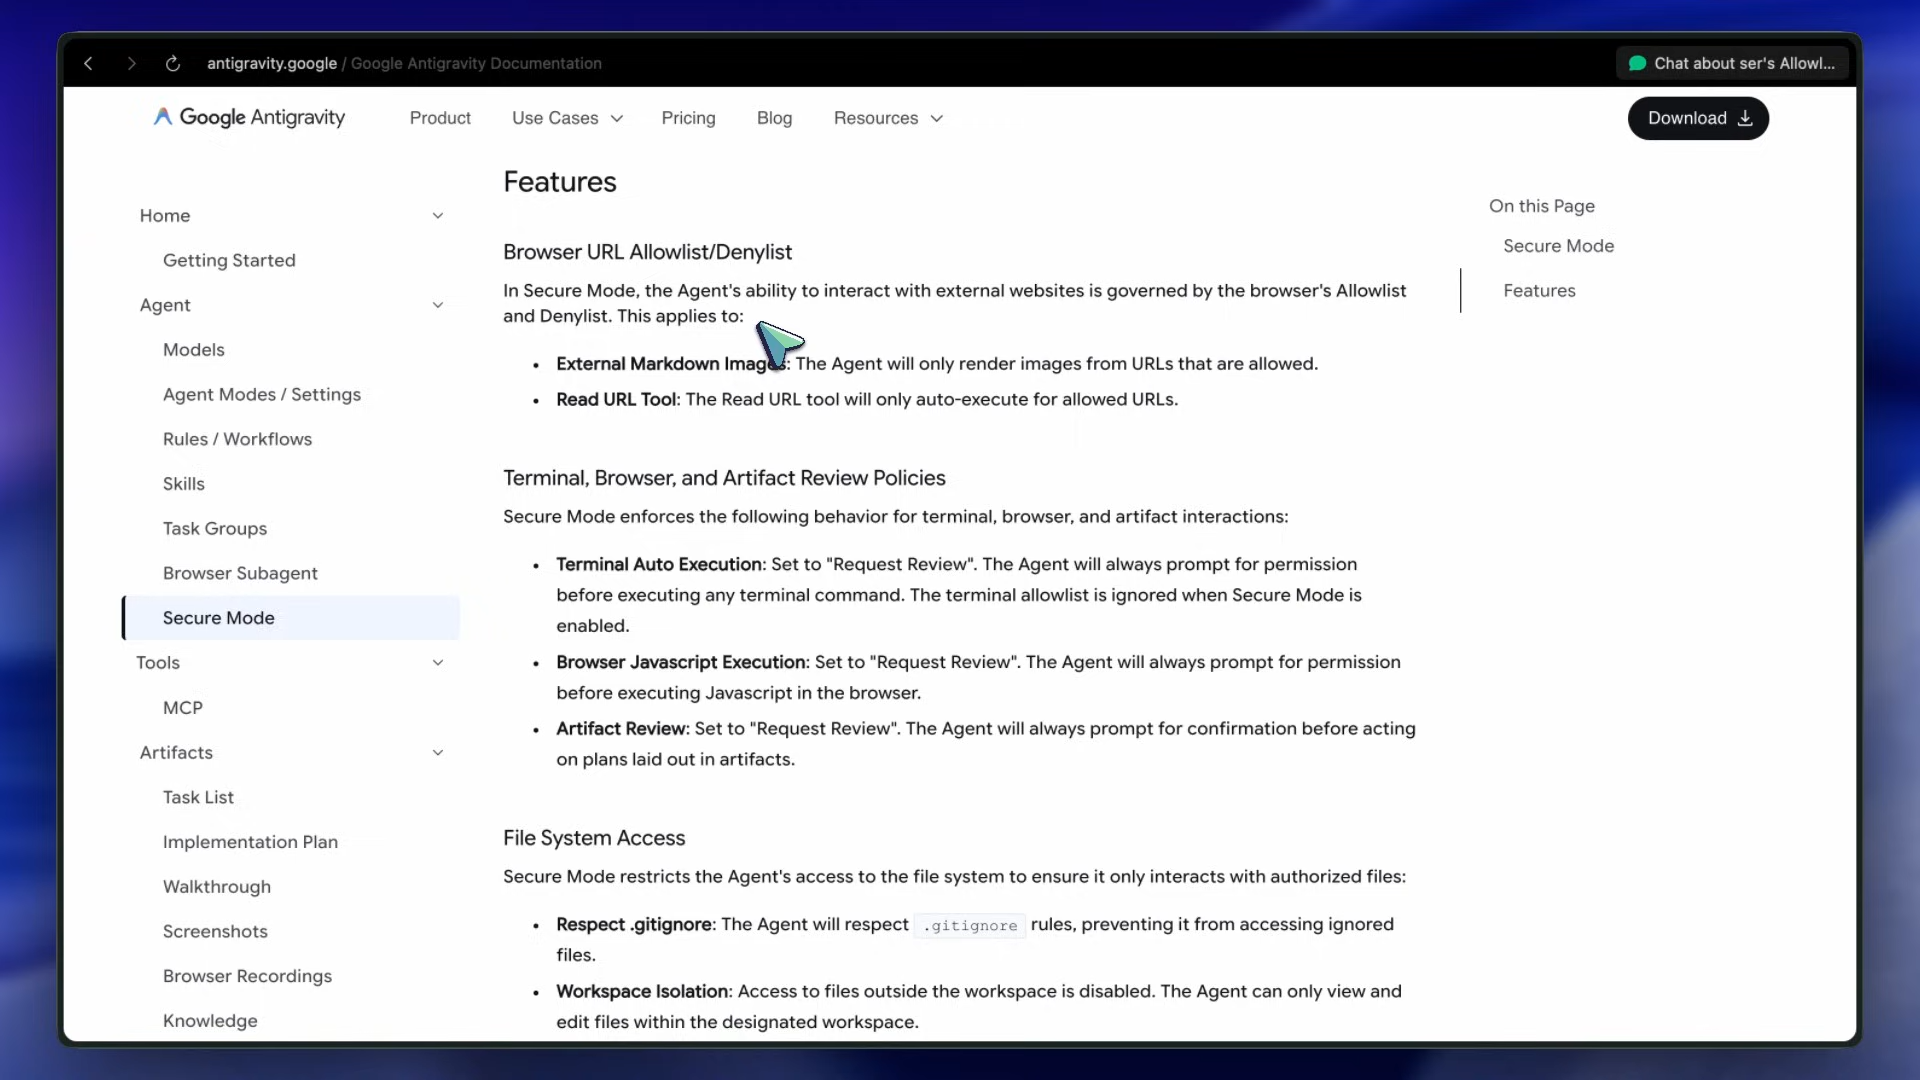 antigravity.google / Google Antigravity Documentation
Chat about ser's Allowl...
Google Antigravity
Product
Use Cases
Pricing
Blog
Resources
Download
Home
Getting Started
Agent
Models
Agent Modes / Settings
Rules / Workflows
Skills
Task Groups
Browser Subagent
Secure Mode
Tools
MCP
Artifacts
Task List
Implementation Plan
Walkthrough
Screenshots
Browser Recordings
Knowledge
Features
Browser URL Allowlist/Denylist
In Secure Mode, the Agent's ability to interact with external websites is governed by the browser's Allowlist
and Denylist. This applies to:
• External Markdown Images: The Agent will only render images from URLs that are allowed.
• Read URL Tool: The Read URL tool will only auto-execute for allowed URLs.
Terminal, Browser, and Artifact Review Policies
Secure Mode enforces the following behavior for terminal, browser, and artifact interactions:
• Terminal Auto Execution: Set to "Request Review". The Agent will always prompt for permission
before executing any terminal command. The terminal allowlist is ignored when Secure Mode is
enabled.
• Browser Javascript Execution: Set to "Request Review". The Agent will always prompt for permission
before executing Javascript in the browser.
• Artifact Review: Set to "Request Review". The Agent will always prompt for confirmation before acting
on plans laid out in artifacts.
File System Access
Secure Mode restricts the Agent's access to the file system to ensure it only interacts with authorized files:
• Respect .gitignore: The Agent will respect .gitignore rules, preventing it from accessing ignored
files.
• Workspace Isolation: Access to files outside the workspace is disabled. The Agent can only view and
edit files within the designated workspace.
On this Page
Secure Mode
Features